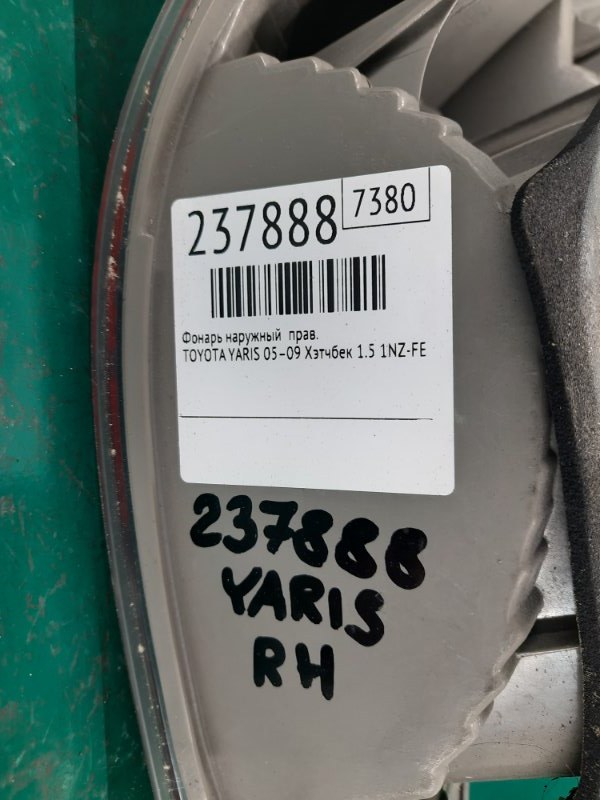 237888
7380
Фонарь наружный прав.
TOYOTA YARIS 05-09 Хэтчбек 1.5 1NZ-FE
237888
YARIS
RH